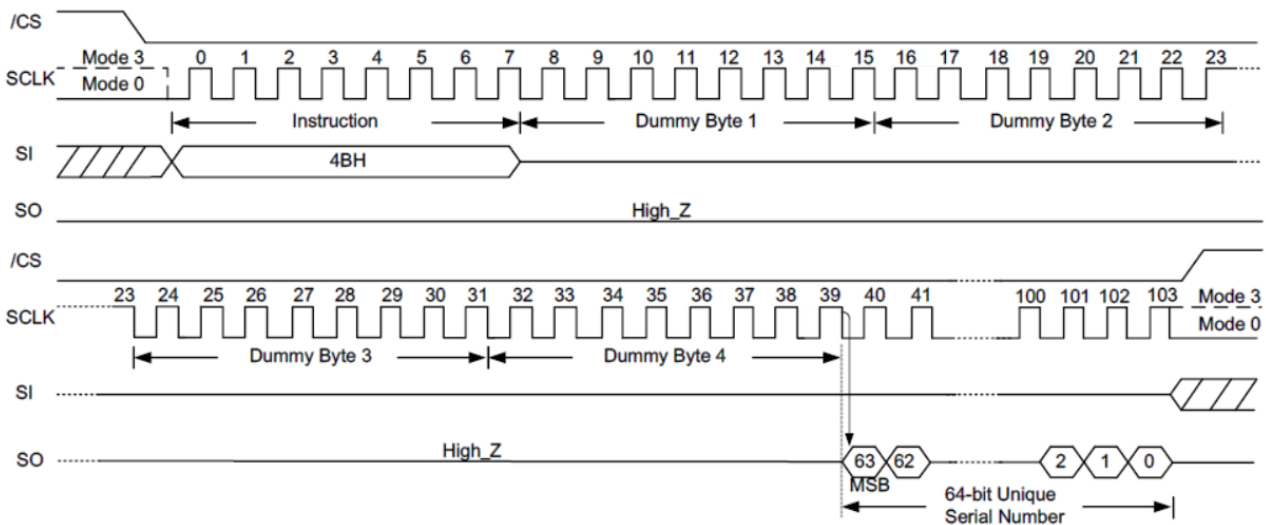 /CS
Mode 3 0 1 2 3 4 5 6 7 8 9 10 11 12 13 14 15 16 17 18 19 20 21 22 23
SCLK
Mode 0
Instruction Dummy Byte 1 Dummy Byte 2
SI 4BH
SO High_Z
/CS
23 24 25 26 27 28 29 30 31 32 33 34 35 36 37 38 39 40 41 100 101 102 103 Mode 3
SCLK
Mode 0
Dummy Byte 3 Dummy Byte 4
SI
SO High_Z 63 62 2 1 0
MSB
64-bit Unique
Serial Number